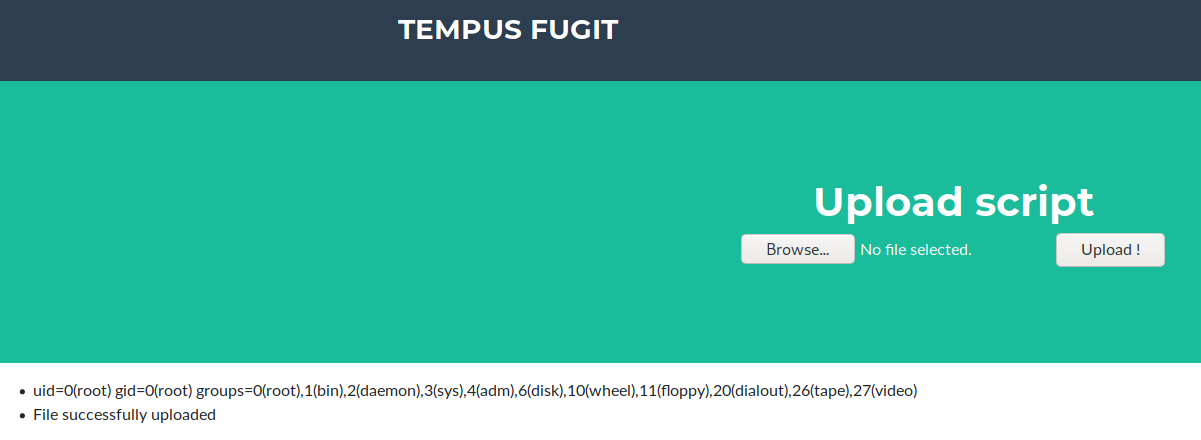 TEMPUS FUGIT
Upload script
Browse... No file selected. Upload !
uid=0(root) gid=0(root) groups=0(root),1(bin),2(daemon),3(sys),4(adm),6(disk),10(wheel),11(floppy),20(dialout),26(tape),27(video)
File successfully uploaded